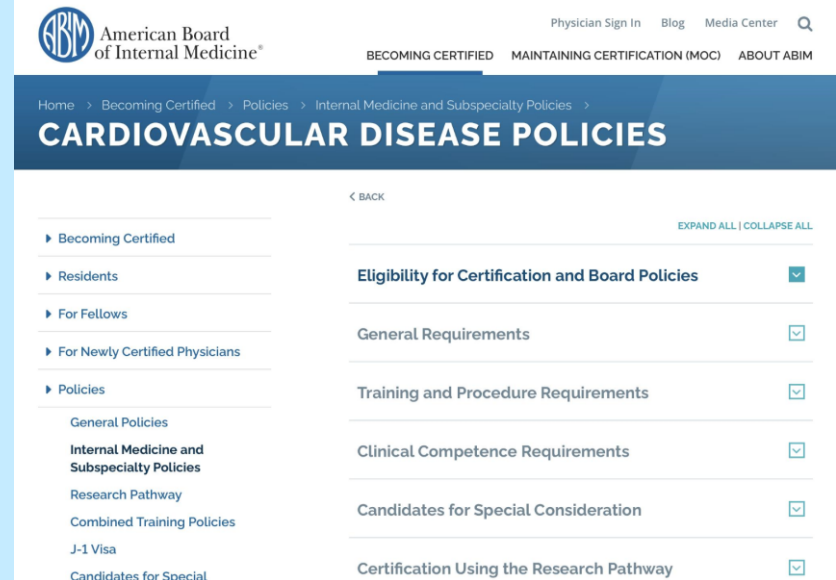 ABIM
American Board
of Internal Medicine®
Physician Sign In Blog Media Center
BECOMING CERTIFIED MAINTAINING CERTIFICATION (MOC) ABOUT ABIM
Home > Becoming Certified > Policies > Internal Medicine and Subspecialty Policies >
CARDIOVASCULAR DISEASE POLICIES
< BACK
EXPAND ALL | COLLAPSE ALL
Becoming Certified
Residents
For Fellows
For Newly Certified Physicians
Policies
General Policies
Internal Medicine and
Subspecialty Policies
Research Pathway
Combined Training Policies
J-1 Visa
Candidates for Special
Eligibility for Certification and Board Policies
General Requirements
Training and Procedure Requirements
Clinical Competence Requirements
Candidates for Special Consideration
Certification Using the Research Pathway